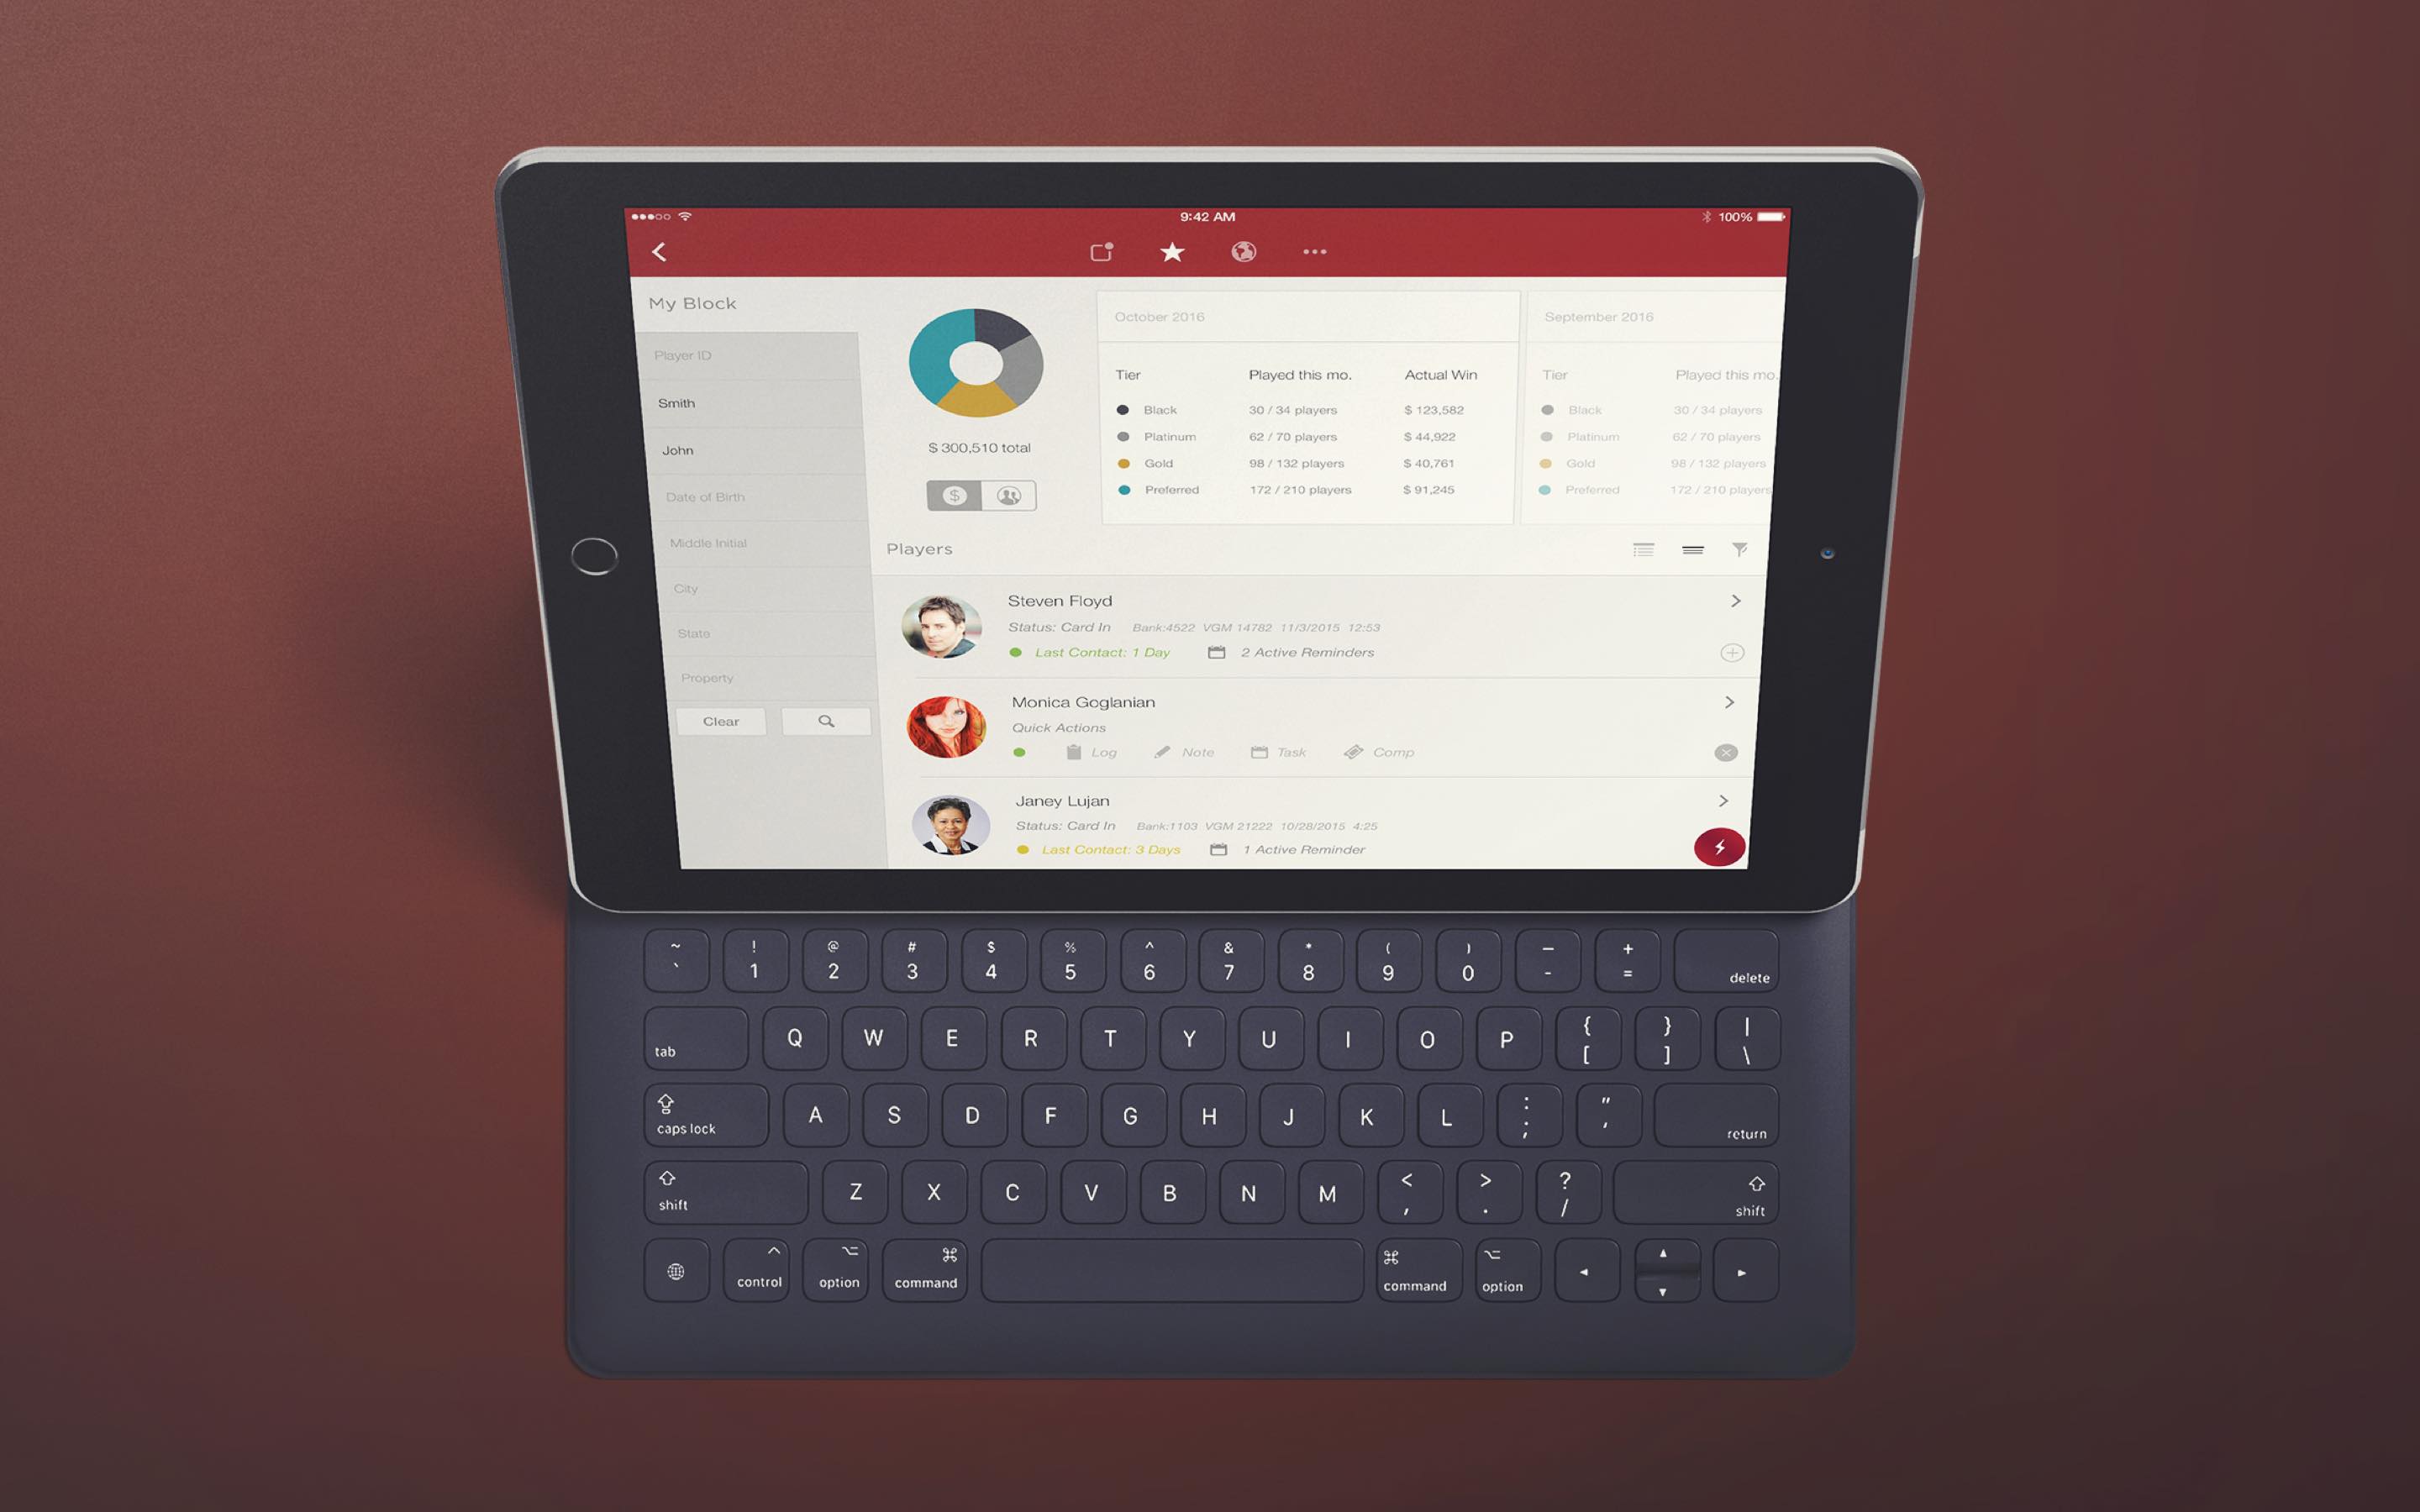 9:42 AM
100%
My Block
Player ID
Smith
John
Date of Birth
Middle Initial
City
State
Property
Clear
$ 300,510 total
October 2016
Tier Played this mo. Actual Win
Black 30 / 34 players $ 123,582
Platinum 62 / 70 players $ 44,922
Gold 98 / 132 players $ 40,761
Preferred 172 / 210 players $ 91,245
September 2016
Tier Played this mo.
Black 30 / 34 players
Platinum 62 / 70 players
Gold 98 / 132 players
Preferred 172 / 210 players
Players
Steven Floyd
Status: Card In Bank:4522 VGM 14782 11/3/2015 12:53
Last Contact: 1 Day 2 Active Reminders
Monica Goglanian
Quick Actions
Log Note Task Comp
Janey Lujan
Status: Card In Bank:1103 VGM 21222 10/28/2015 4:25
Last Contact: 3 Days 1 Active Reminder
~ ! @ # $ % ^ & * ( ) — +
` 1 2 3 4 5 6 7 8 9 0 - = delete
tab Q W E R T Y U I O P { [ } ] | \
caps lock A S D F G H J K L : ; " ' return
shift Z X C V B N M < , > . ? / shift
control option command command option